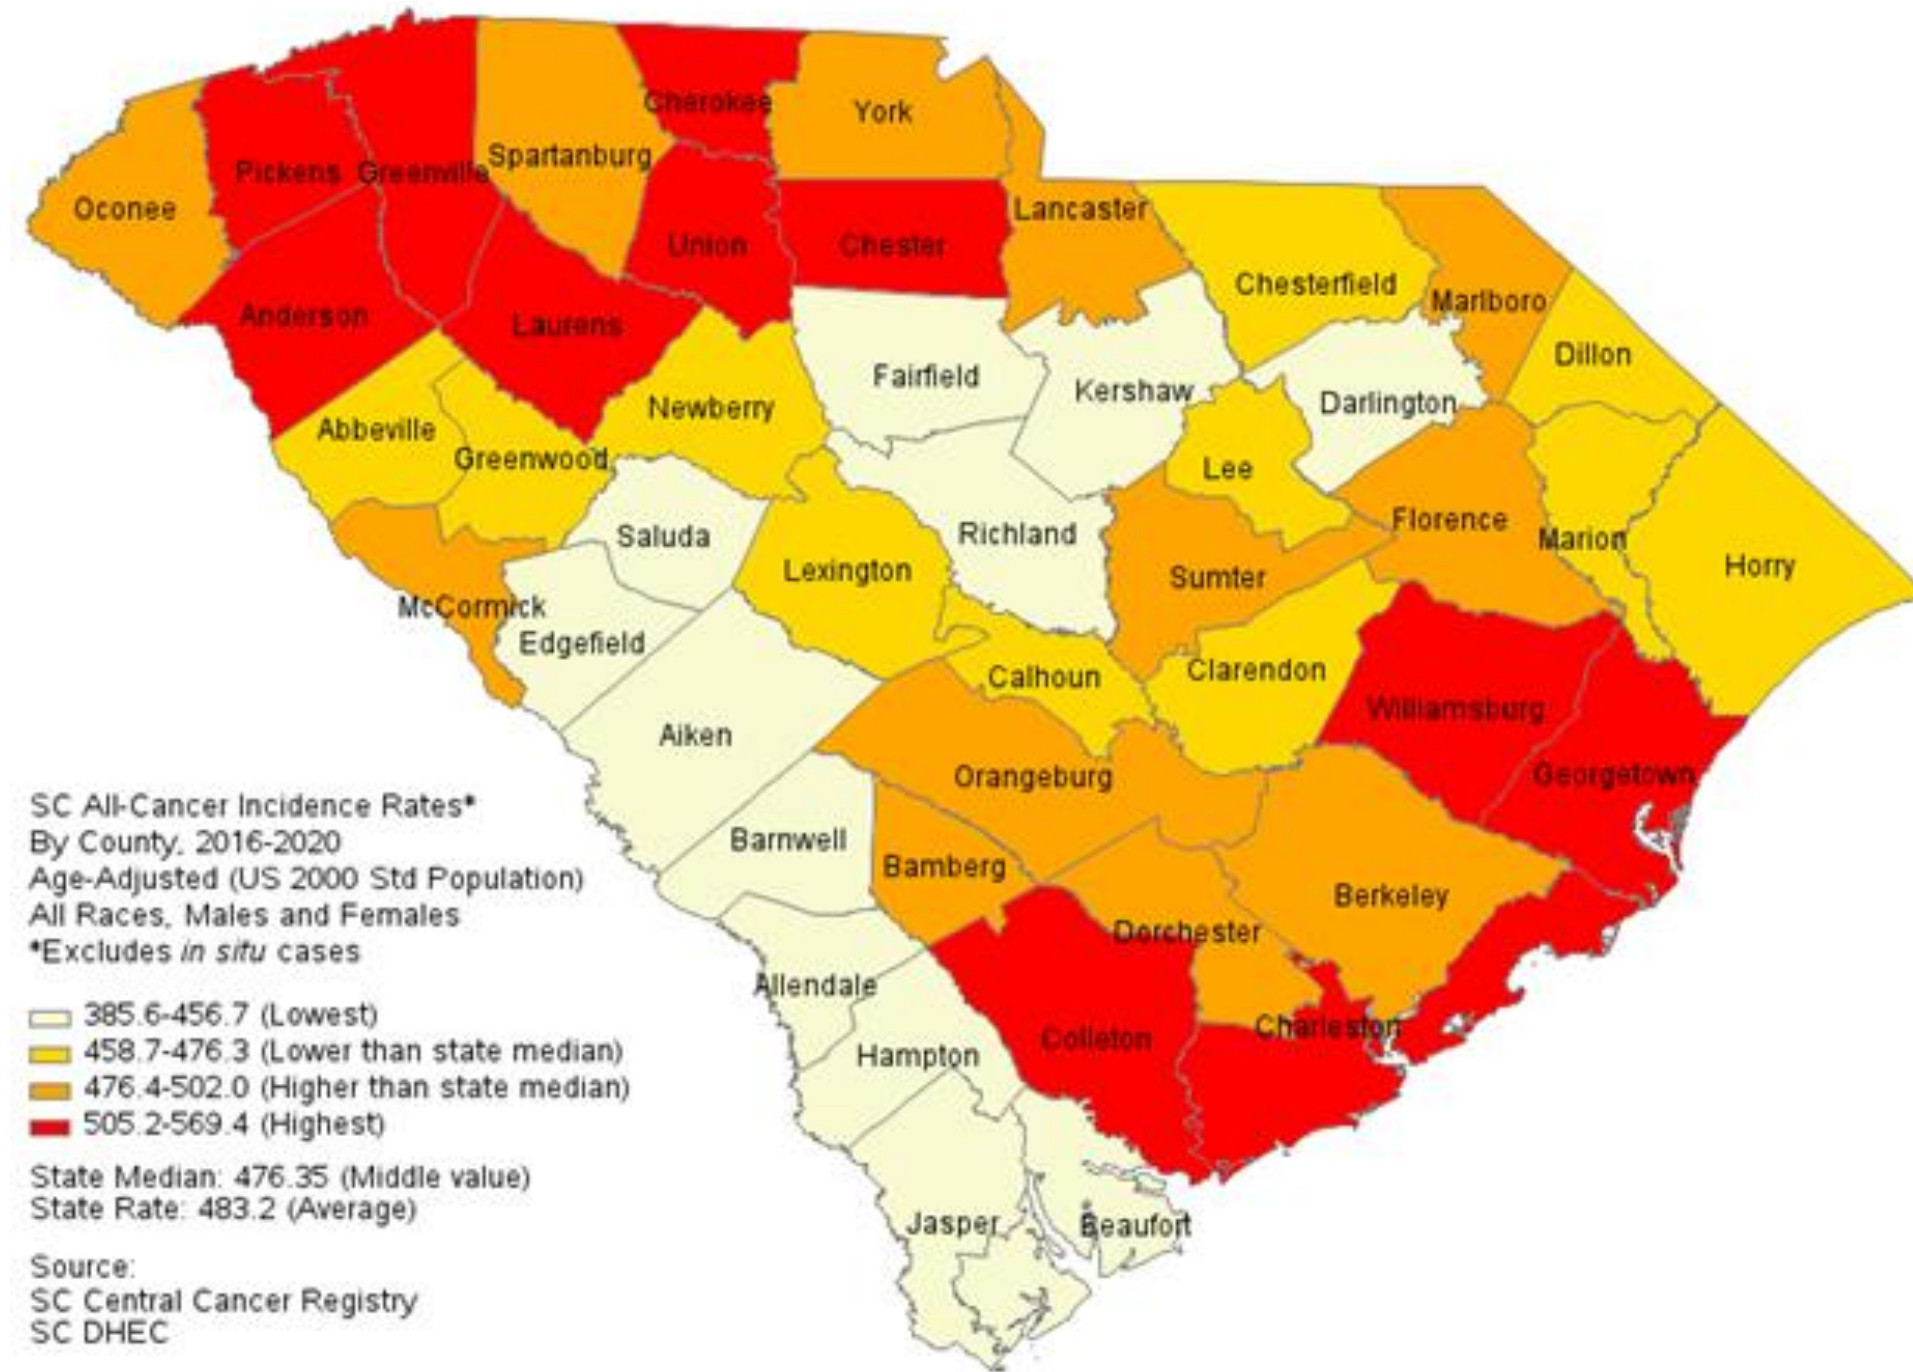 Cherokee
York
Spartanburg
Pickens
Greenville
Oconee
Lancaster
Union
Chester
Chesterfield
Marlboro
Anderson
Laurens
Dillon
Fairfield
Kershaw
Darlington
Newberry
Abbeville
Greenwood
Lee
Florence
Saluda
Richland
Marion
Horry
Lexington
Sumter
McCormick
Edgefield
Calhoun
Clarendon
Williamsburg
Aiken
Orangeburg
Georgetown
Barnwell
Bamberg
Berkeley
Dorchester
Allendale
Charleston
Colleton
Hampton
Jasper
Beaufort
SC All-Cancer Incidence Rates*
By County, 2016-2020
Age-Adjusted (US 2000 Std Population)
All Races, Males and Females
*Excludes in situ cases
385.6-456.7 (Lowest)
458.7-476.3 (Lower than state median)
476.4-502.0 (Higher than state median)
505.2-569.4 (Highest)
State Median: 476.35 (Middle value)
State Rate: 483.2 (Average)
Source:
SC Central Cancer Registry
SC DHEC